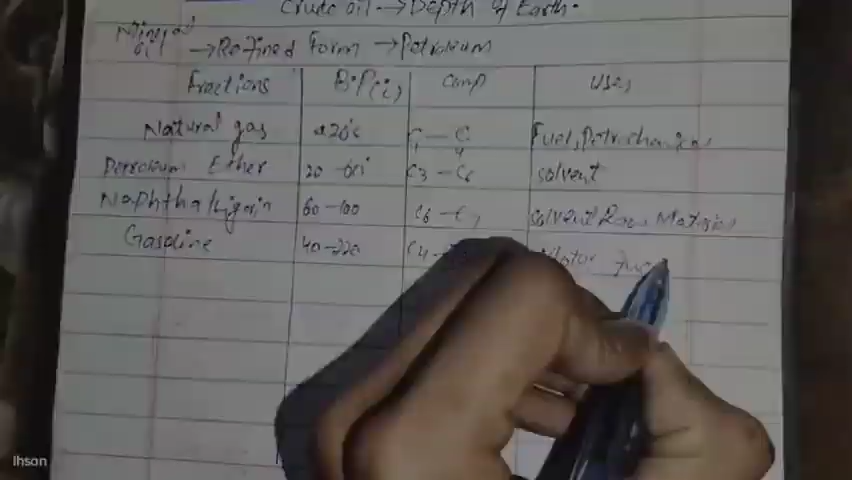 Crude oil → Depth of Earth.
Mineral oil → Refined Form → Petroleum
Fractions B.P(c) Comp Uses
Natural gas <20°c C1 – C4 Fuel, Petrochemicals
Petroleum Ether 20-60° C3 – C6 solvent
Naphtha Ligroin 60-100 C6 – C7 solvent Raw Material
Gasoline 40-220 C4- Motor
Ihsan